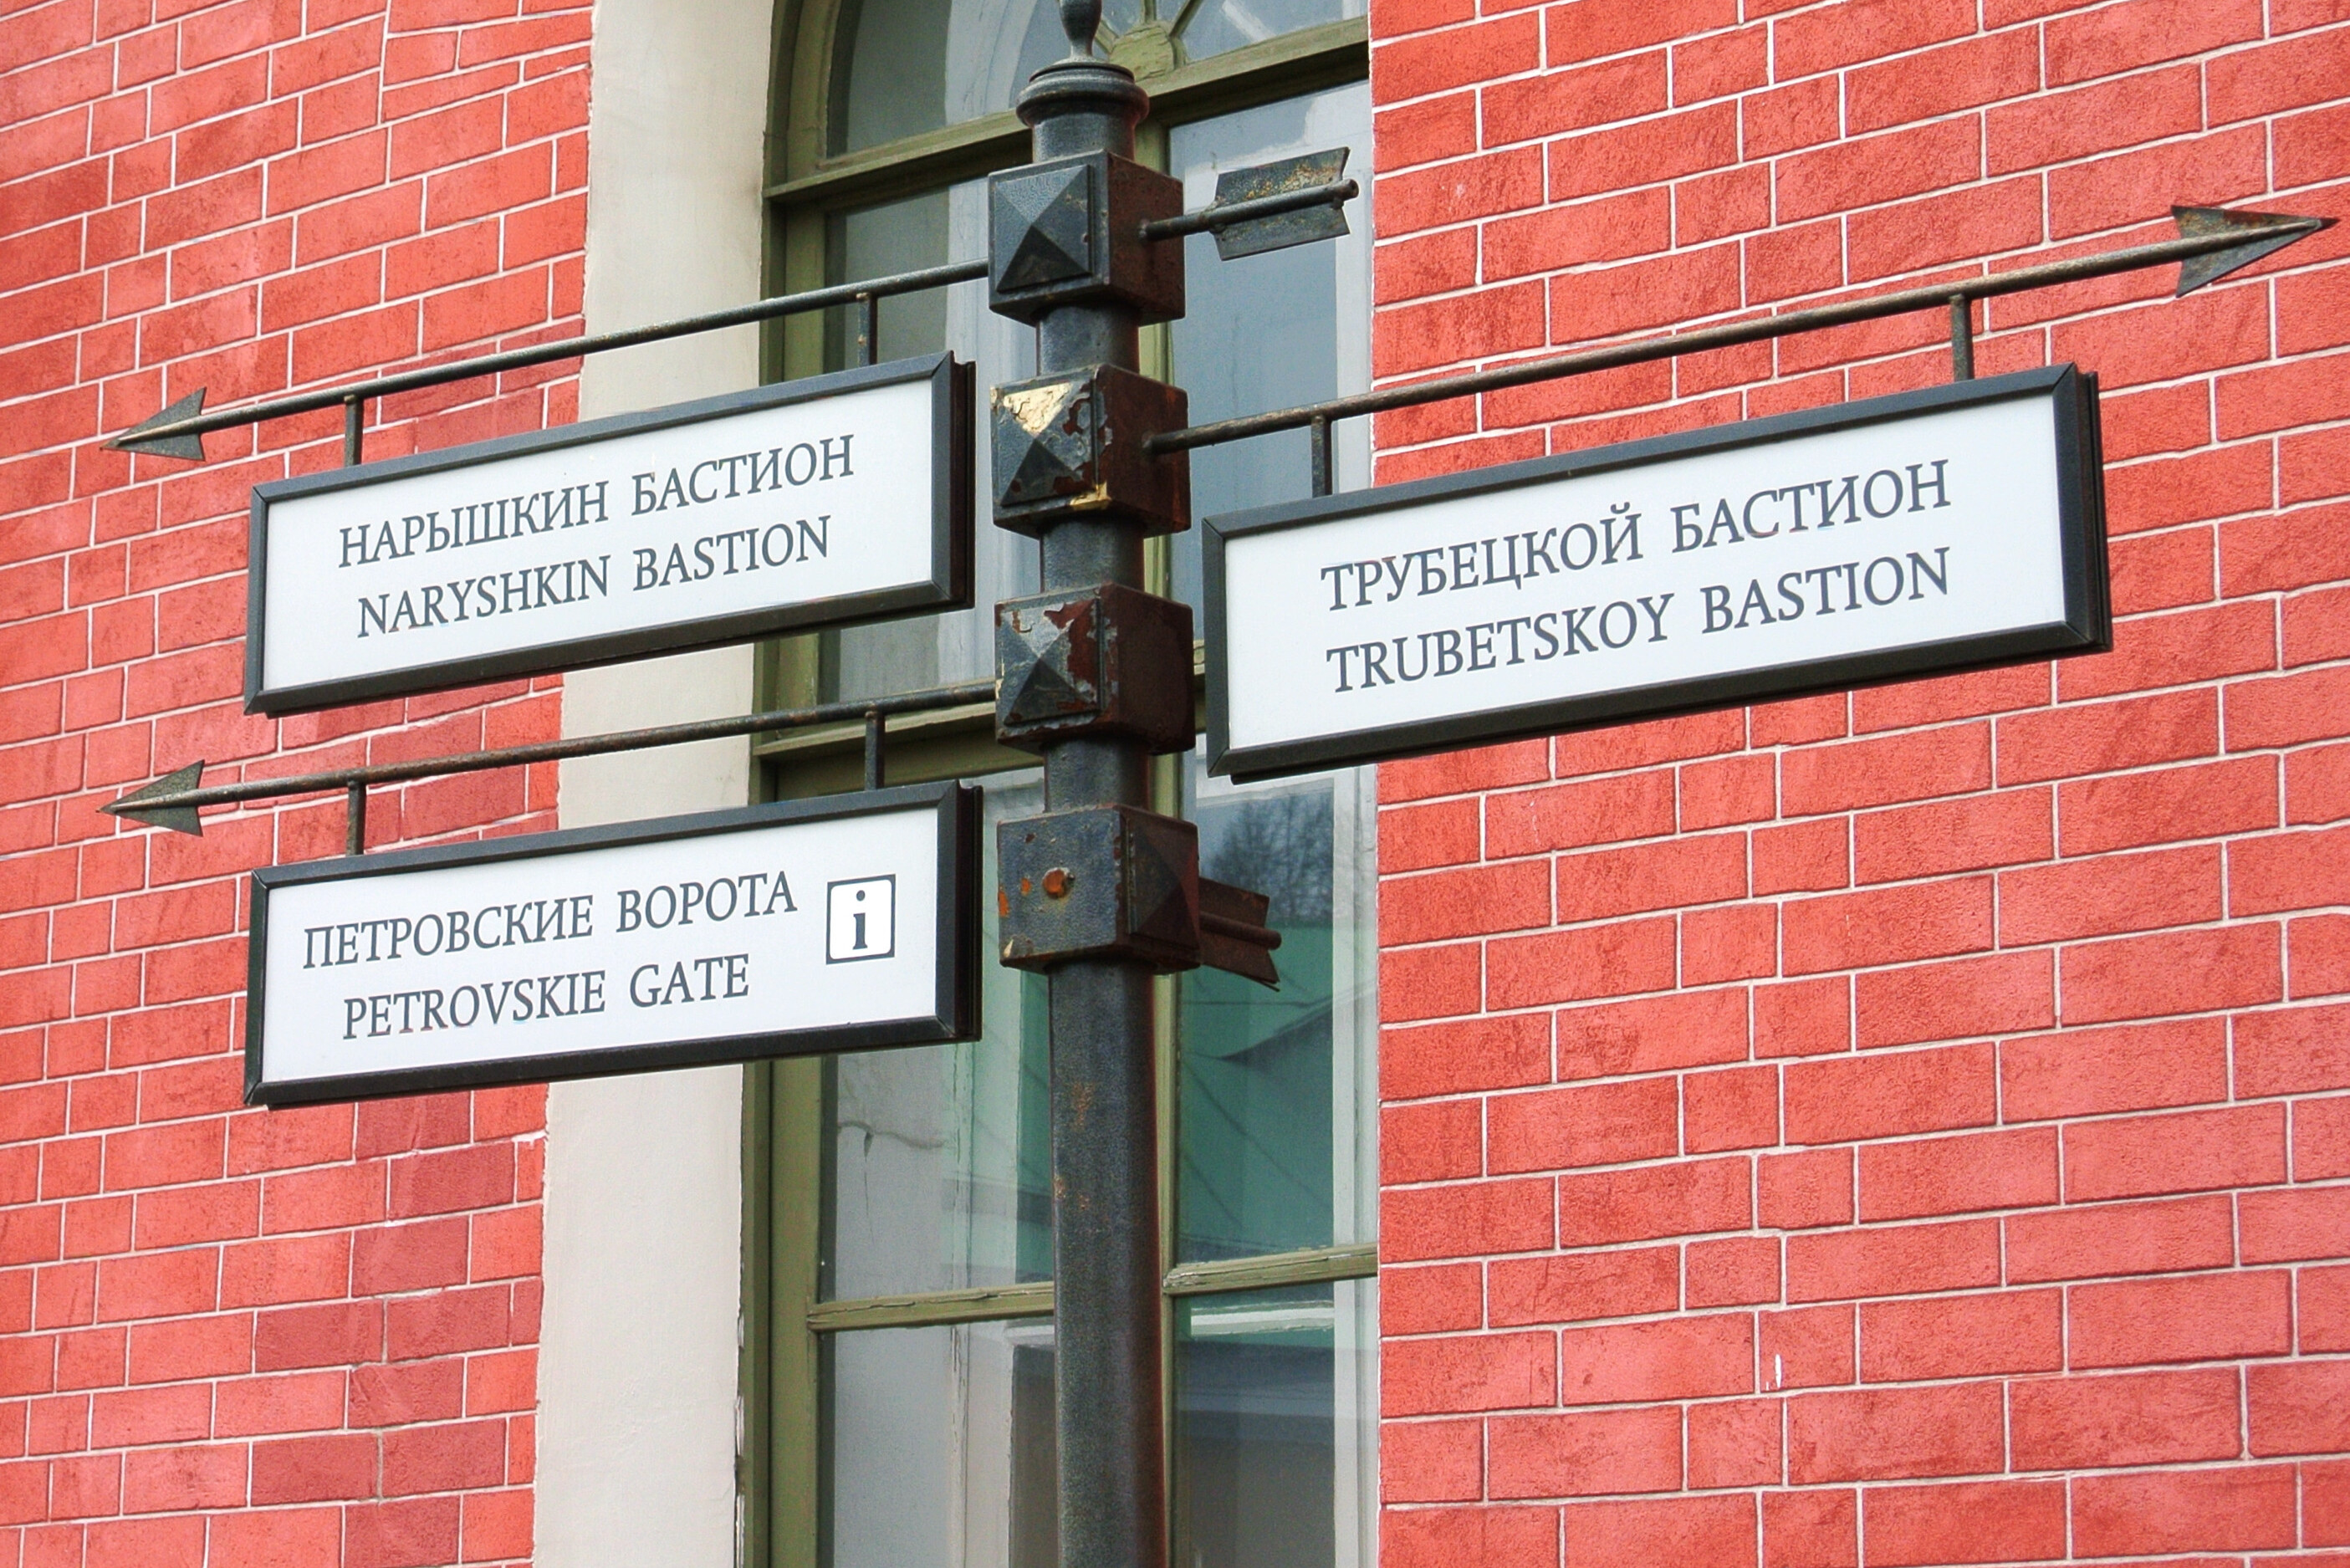 НАРЫШКИН БАСТИОН
NARYSHKIN BASTION
ТРУБЕЦКОЙ БАСТИОН
TRUBETSKOY BASTION
ПЕТРОВСКИЕ ВОРОТА
PETROVSKIE GATE
i